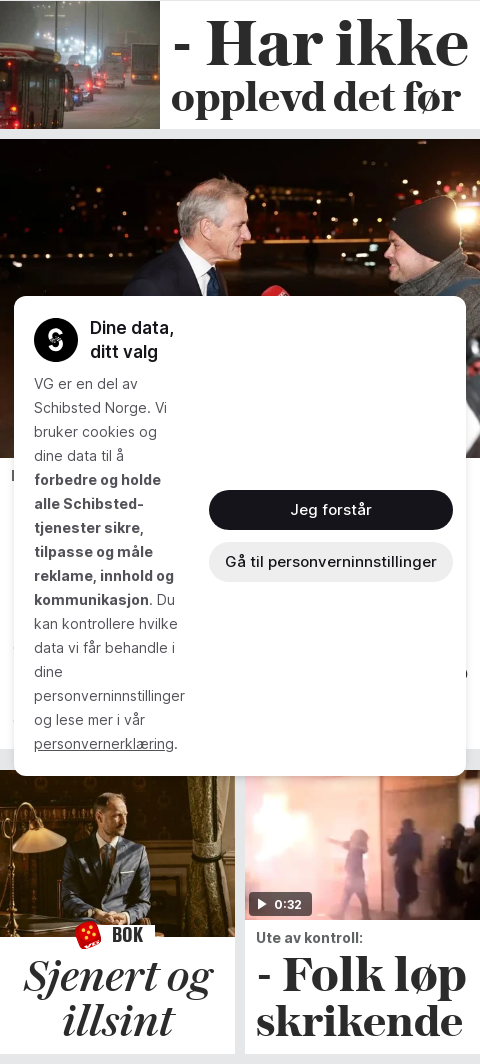 - Har ikke
opplevd det før
Dine data,
ditt valg
VG er en del av
Schibsted Norge. Vi
bruker cookies og
dine data til å
forbedre og holde
alle Schibsted-
tjenester sikre,
tilpasse og måle
reklame, innhold og
kommunikasjon. Du
kan kontrollere hvilke
data vi får behandle i
dine
personverninnstillinger
og lese mer i vår
personvernerklæring.
Jeg forstår
Gå til personverninnstillinger
BOK
Sjenert og
illsint
0:32
Ute av kontroll:
- Folk løp
skrikende